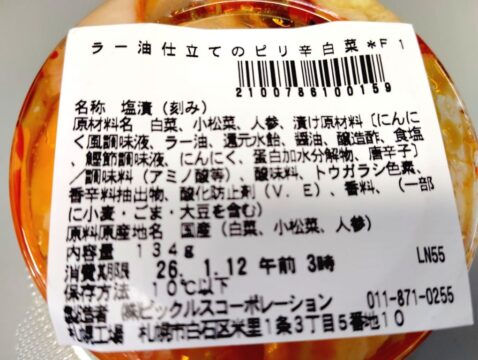 ラー油仕立てのピリ辛白菜*F1
2100786100159
名称 塩漬(刻み)
原材料名 白菜、小松菜、人参、漬け原材料〔にんに
く風調味液、ラー油、還元水飴、醤油、醸造酢、食塩
、鰹節調味液、にんにく、蛋白加水分解物、唐辛子〕
／調味料(アミノ酸等)、酸味料、トウガラシ色素、
香辛料抽出物、酸化防止剤(V.E)、香料、(一部
に小麦・ごま・大豆を含む)
原料原産地名 国産(白菜、小松菜、人参)
内容量 134g
消費期限 26.1.12 午前 3時 LN55
保存方法 10℃以下
製造者 ㈱ピックルスコーポレーション 011-871-0255
札幌工場 札幌市白石区米里1条3丁目5番地10